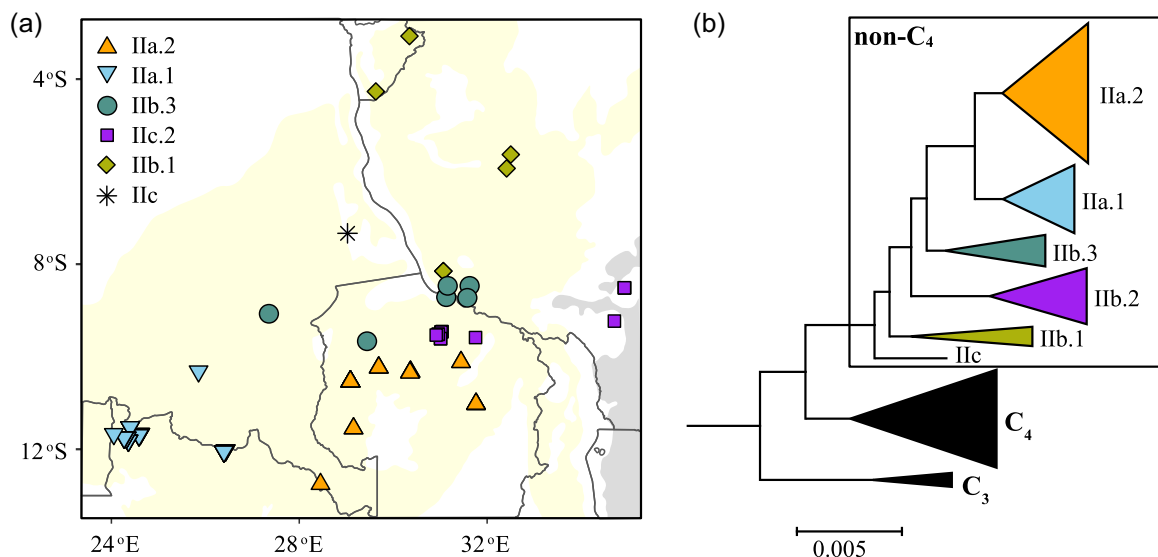 (a)
IIa.2
IIa.1
IIb.3
IIc.2
IIb.1
IIc
4°S
8°S
12°S
24°E 28°E 32°E
(b)
non-C₄
IIa.2
IIa.1
IIb.3
IIb.2
IIb.1
IIc
C₄
C₃
0.005